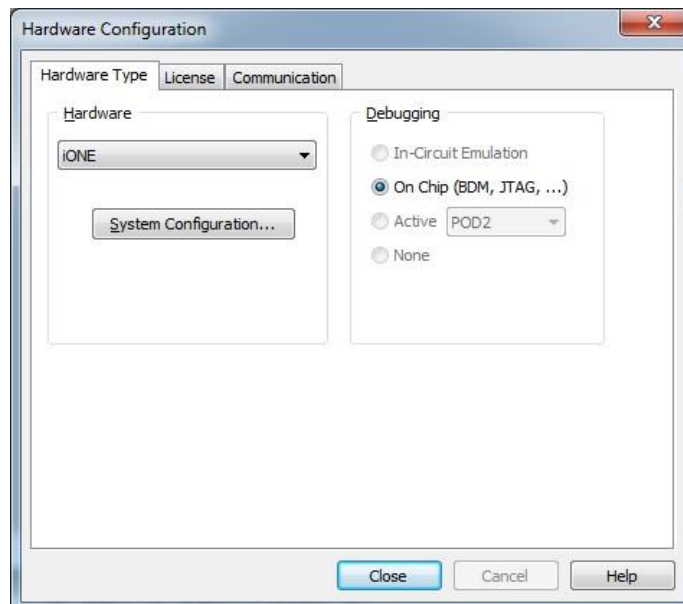 Hardware Configuration
Hardware Type License Communication
Hardware
iONE
System Configuration...
Debugging
In-Circuit Emulation
On Chip (BDM, JTAG, ...)
Active POD2
None
Close Cancel Help